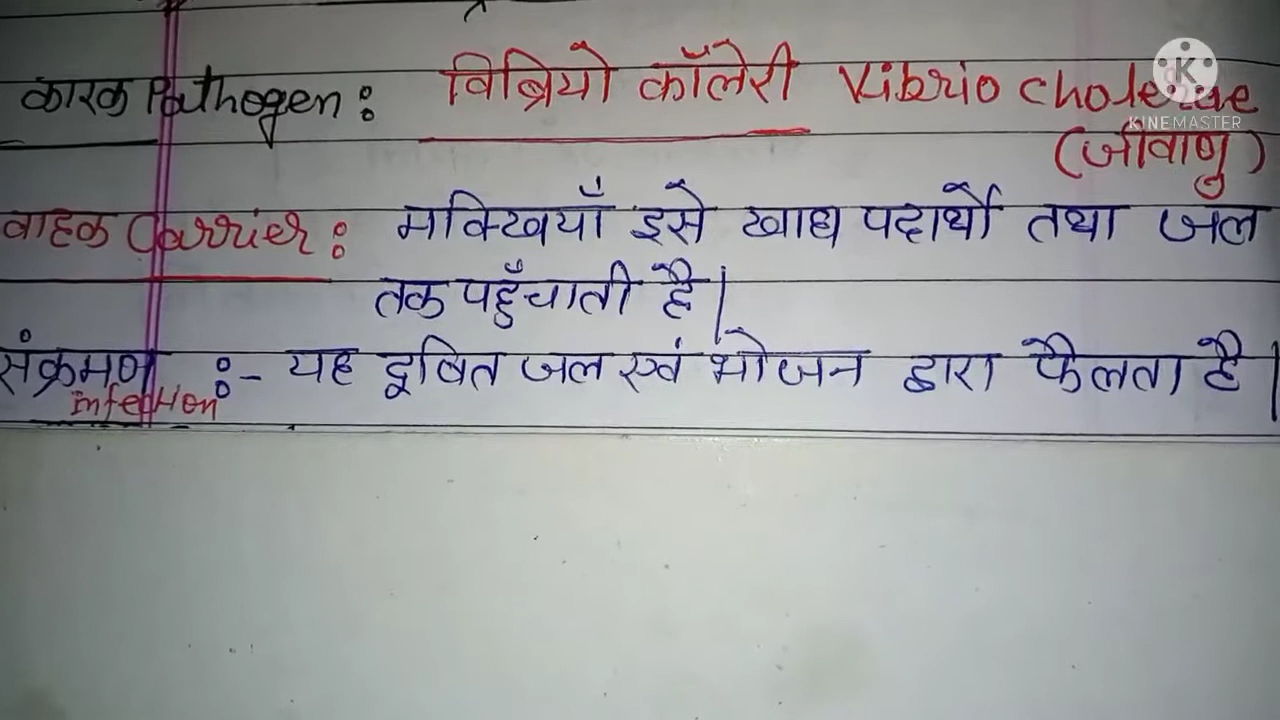 कारक Pathogen : विब्रियो कॉलेरी Vibrio cholerae
(जीवाणु)
वाहक Carrier : मक्खियाँ इसे खाद्य पदार्थों तथा जल
तक पहुँचाती है|
संक्रमण :- यह दूषित जल एवं भोजन द्वारा फैलता है|
infection
KINEMASTER